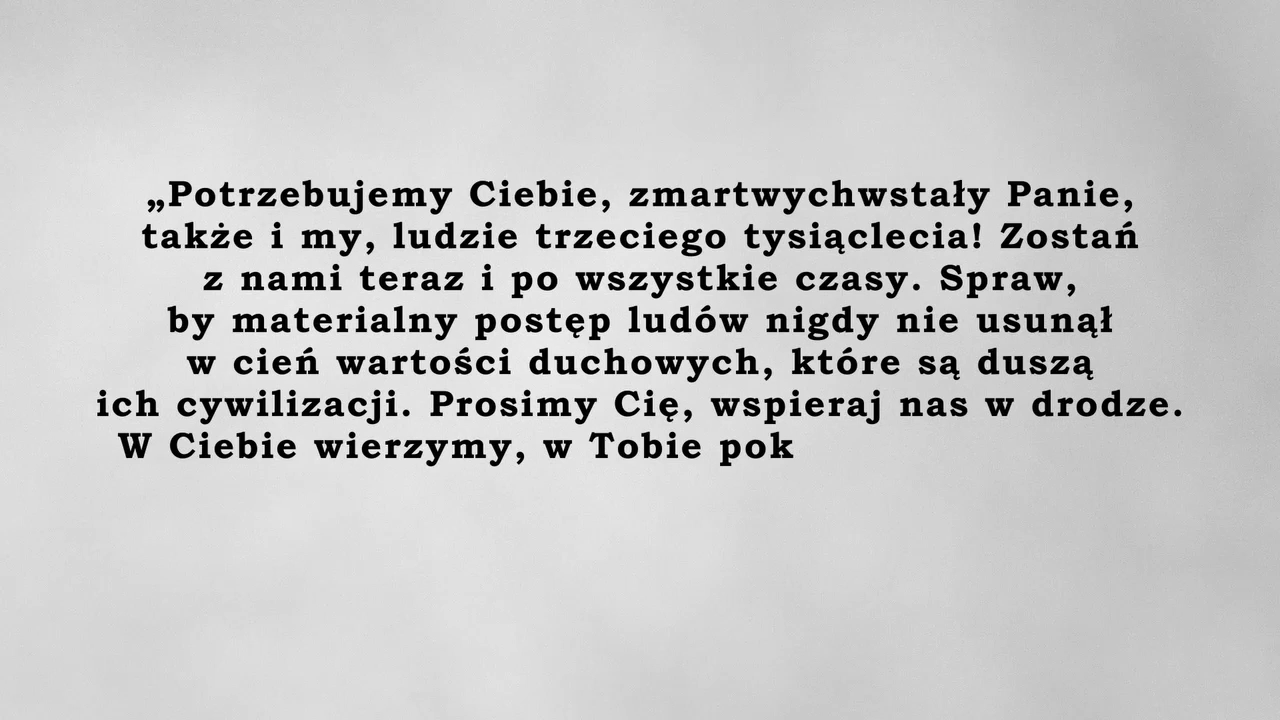 „Potrzebujemy Ciebie, zmartwychwstały Panie,
także i my, ludzie trzeciego tysiąclecia! Zostań
z nami teraz i po wszystkie czasy. Spraw,
by materialny postęp ludów nigdy nie usunął
w cień wartości duchowych, które są duszą
ich cywilizacji. Prosimy Cię, wspieraj nas w drodze.
W Ciebie wierzymy, w Tobie pok